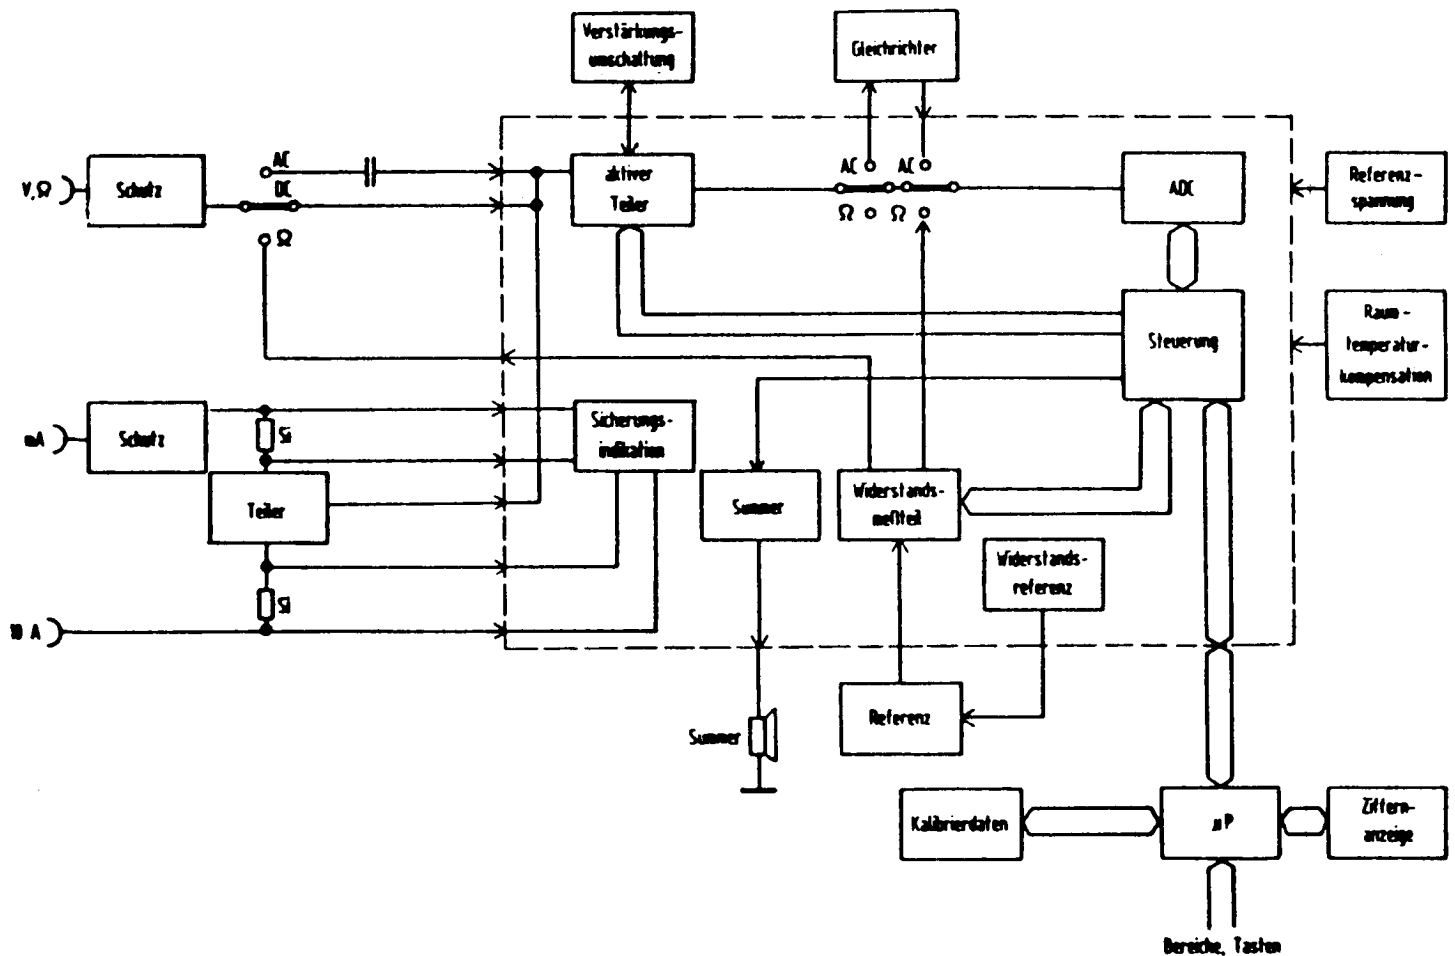 Verstärkungs-
umschaltung
Gleichrichter
V, Ω
Schutz
AC
DC
Ω
aktiver
Teiler
AC
AC
Ω
Ω
ADC
Referenz-
spannung
Steuerung
Raum-
temperatur-
kompensation
mA
Schutz
Si
Teiler
Si
10 A
Sicherungs-
indikation
Summer
Widerstands-
meßteil
Widerstands-
referenz
Summer
Referenz
Kalibrierdaten
µP
Ziffern-
anzeige
Bereiche, Tasten